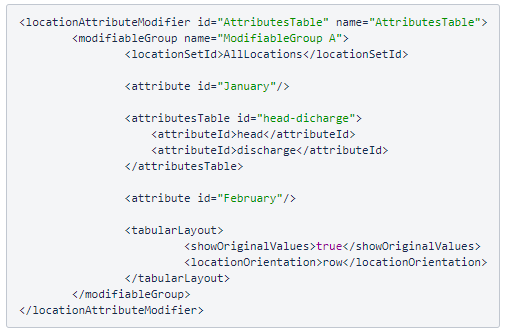 <locationAttributeModifier id="AttributesTable" name="AttributesTable">
<modifiableGroup name="ModifiableGroup A">
<locationSetId>AllLocations</locationSetId>
<attribute id="January"/>
<attributesTable id="head-dicharge">
<attributeId>head</attributeId>
<attributeId>discharge</attributeId>
</attributesTable>
<attribute id="February"/>
<tabularLayout>
<showOriginalValues>true</showOriginalValues>
<locationOrientation>row</locationOrientation>
</tabularLayout>
</modifiableGroup>
</locationAttributeModifier>